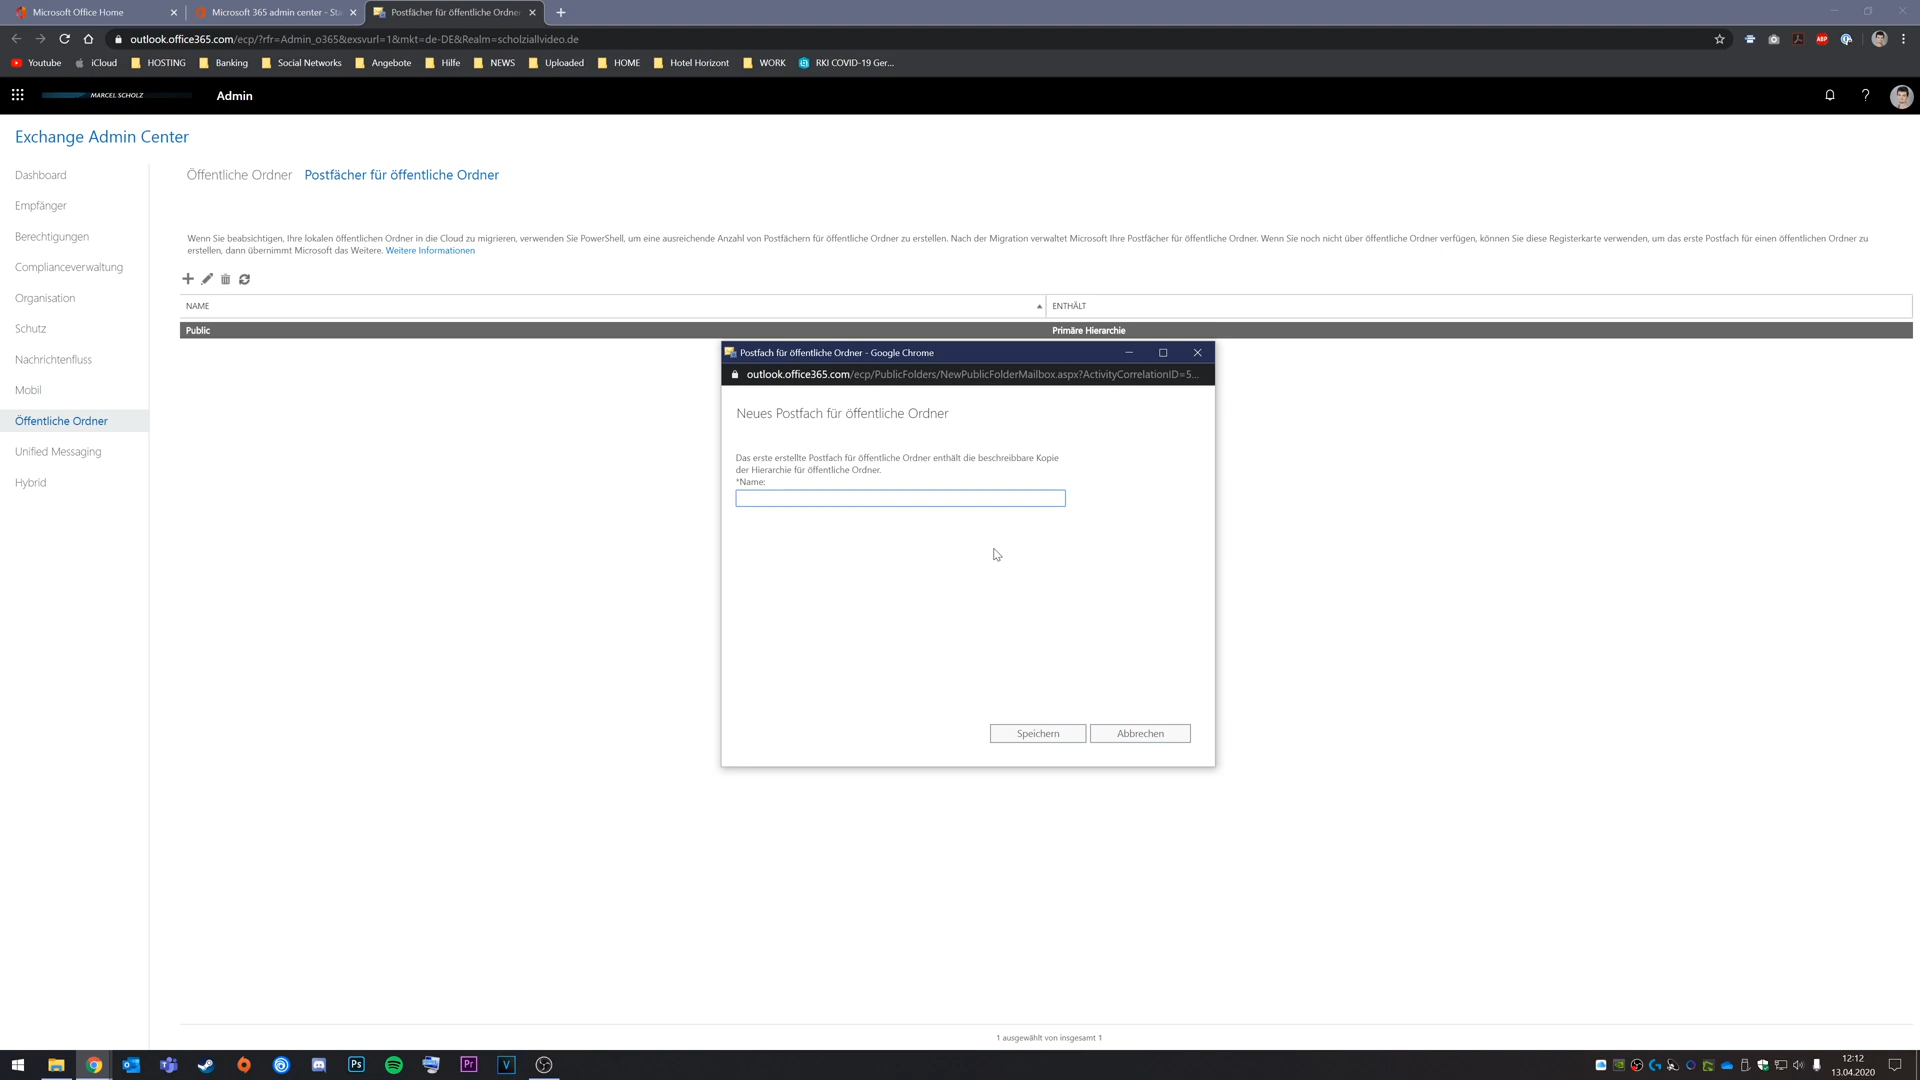 Microsoft Office Home
Microsoft 365 admin center - Sta
Postfächer für öffentliche Ordner
outlook.office365.com/ecp/?rfr=Admin_o365&exsvurl=1&mkt=de-DE&Realm=scholziallvideo.de
ABP
Youtube
iCloud
HOSTING
Banking
Social Networks
Angebote
Hilfe
NEWS
Uploaded
HOME
Hotel Horizont
WORK
RKI COVID-19 Ger...
MARCEL SCHOLZ
Admin
?
Exchange Admin Center
Dashboard
Empfänger
Berechtigungen
Complianceverwaltung
Organisation
Schutz
Nachrichtenfluss
Mobil
Öffentliche Ordner
Unified Messaging
Hybrid
Öffentliche Ordner Postfächer für öffentliche Ordner
Wenn Sie beabsichtigen, Ihre lokalen öffentlichen Ordner in die Cloud zu migrieren, verwenden Sie PowerShell, um eine ausreichende Anzahl von Postfächern für öffentliche Ordner zu erstellen. Nach der Migration verwaltet Microsoft Ihre Postfächer für öffentliche Ordner. Wenn Sie noch nicht über öffentliche Ordner verfügen, können Sie diese Registerkarte verwenden, um das erste Postfach für einen öffentlichen Ordner zu
erstellen, dann übernimmt Microsoft das Weitere. Weitere Informationen
NAME
ENTHÄLT
Public
Primäre Hierarchie
Postfach für öffentliche Ordner - Google Chrome
outlook.office365.com/ecp/PublicFolders/NewPublicFolderMailbox.aspx?ActivityCorrelationID=5...
Neues Postfach für öffentliche Ordner
Das erste erstellte Postfach für öffentliche Ordner enthält die beschreibbare Kopie
der Hierarchie für öffentliche Ordner.
*Name:
Speichern
Abbrechen
1 ausgewählt von insgesamt 1
Ps
Pr
V
12:12
13.04.2020